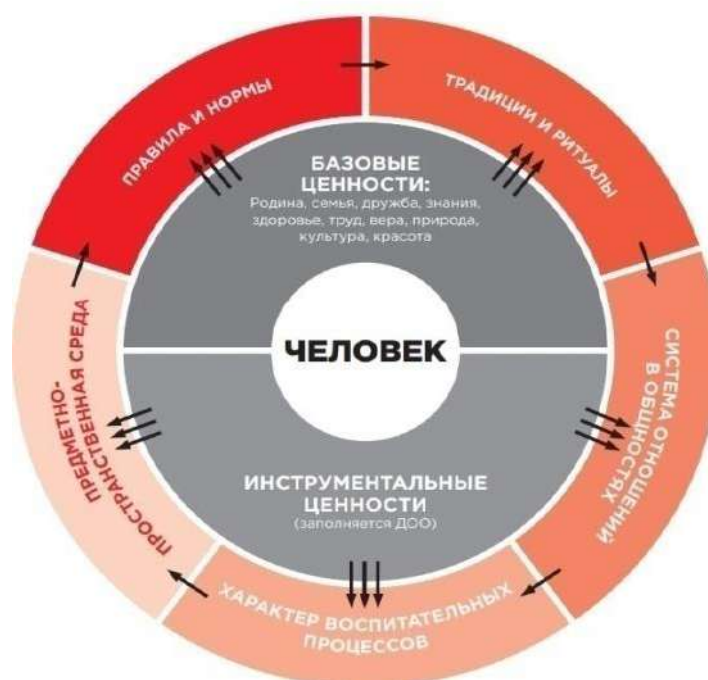 ПРАВИЛА И НОРМЫ
ТРАДИЦИИ И РИТУАЛЫ
БАЗОВЫЕ
ЦЕННОСТИ:
Родина, семья, дружба, знания,
здоровье, труд, вера, природа,
культура, красота
ЧЕЛОВЕК
СИСТЕМА ОТНОШЕНИЙ
В ОБЩНОСТЯХ
ПРЕДМЕТНО-
ПРОСТРАНСТВЕННАЯ СРЕДА
ИНСТРУМЕНТАЛЬНЫЕ
ЦЕННОСТИ
(заполняется ДОО)
ХАРАКТЕР ВОСПИТАТЕЛЬНЫХ
ПРОЦЕССОВ